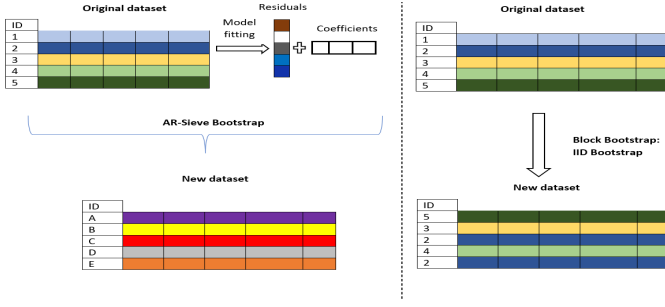 Original dataset
ID
1
2
3
4
5
Model
fitting
Residuals
Coefficients
AR-Sieve Bootstrap
New dataset
ID
A
B
C
D
E
Original dataset
ID
1
2
3
4
5
Block Bootstrap:
IID Bootstrap
New dataset
ID
5
3
2
4
2